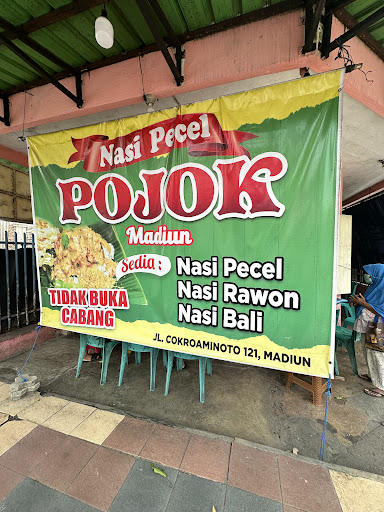 Nasi Pecel
POJOK
Madiun
Sedia :
Nasi Pecel
Nasi Rawon
Nasi Bali
TIDAK BUKA
CABANG
JL. COKROAMINOTO 121, MADIUN